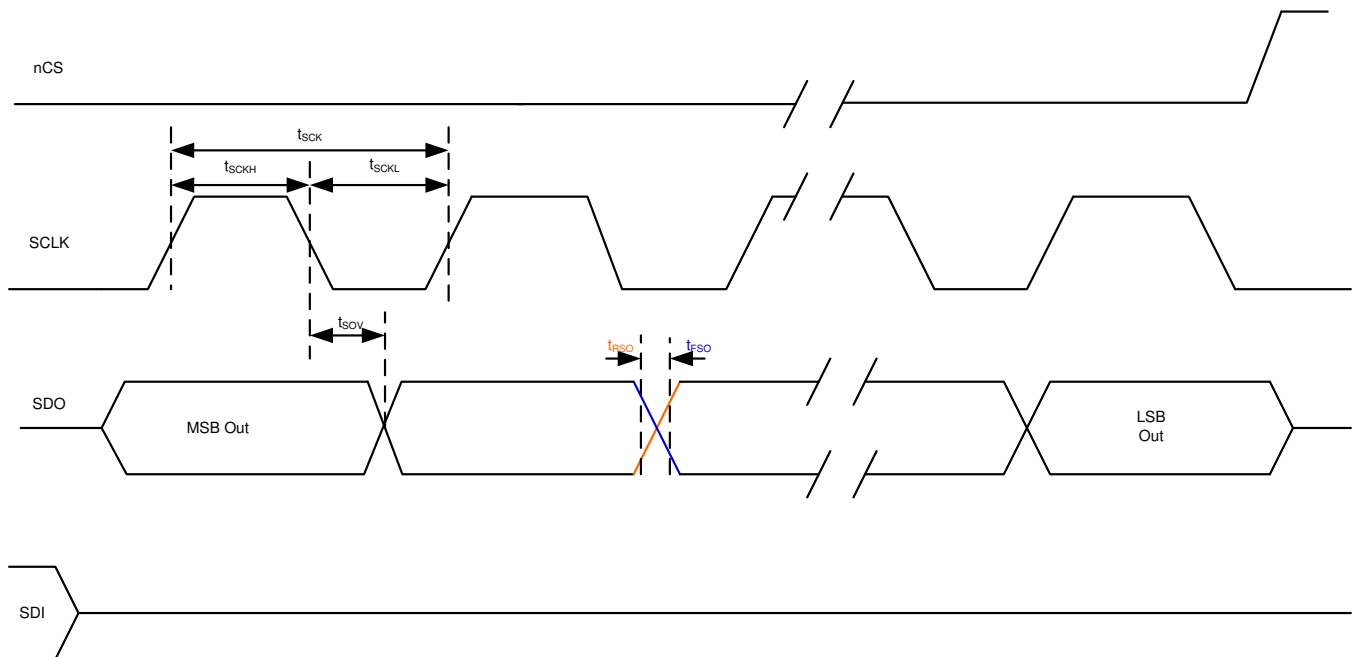 nCS
tSCK
tSCKH
tSCKL
SCLK
tSOV
tRSO
tFSO
SDO
MSB Out
LSB
Out
SDI